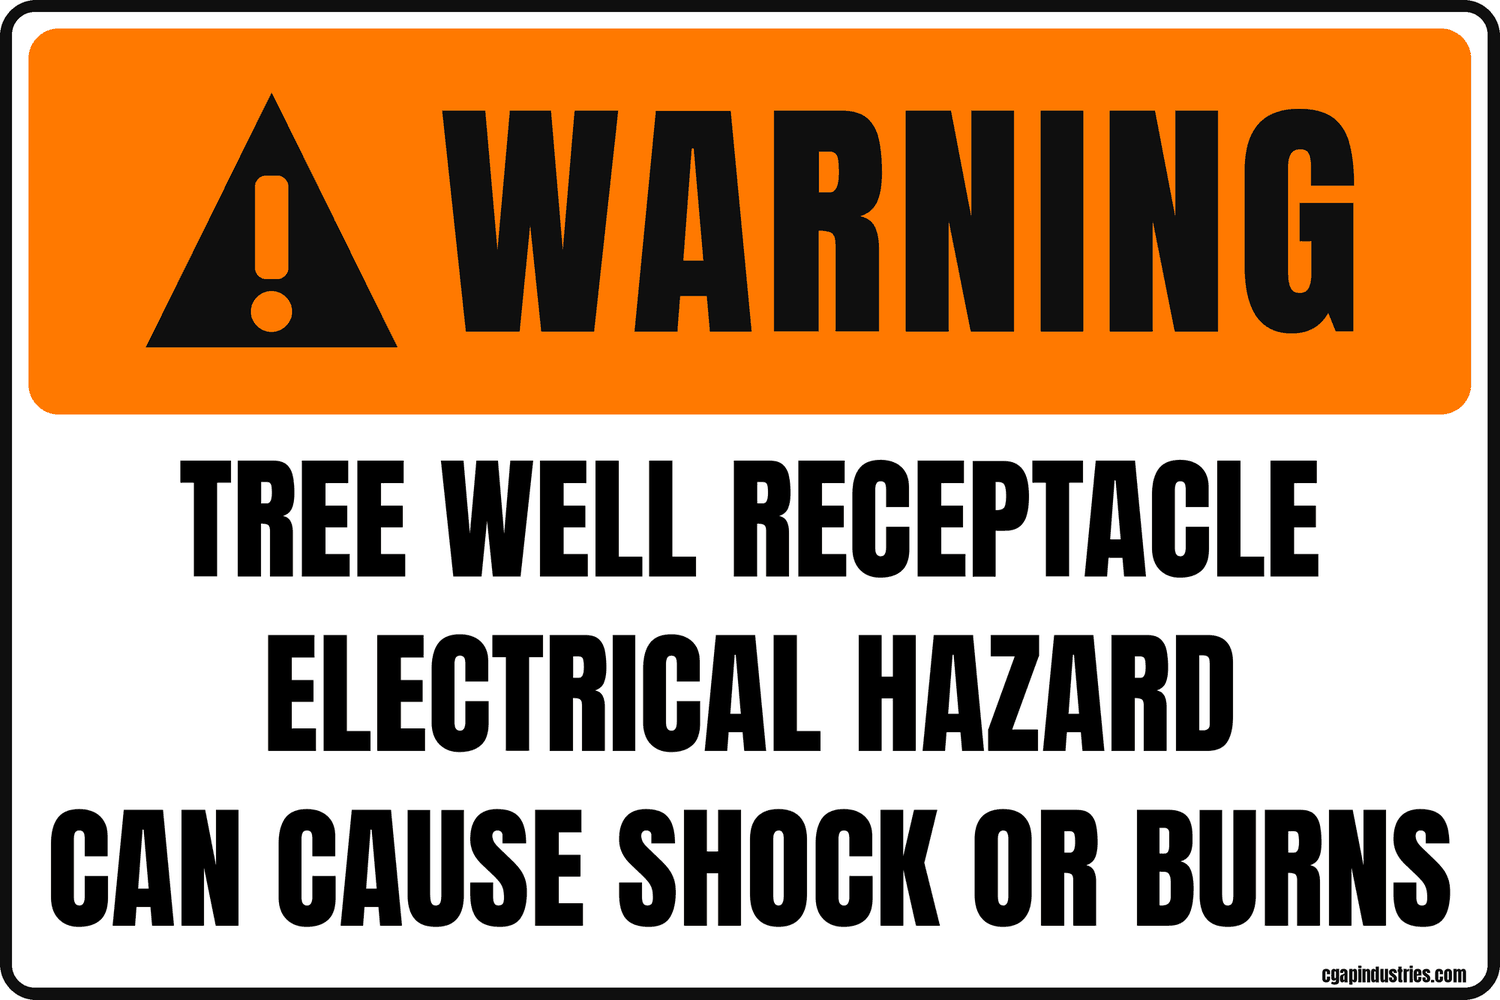 WARNING
TREE WELL RECEPTACLE
ELECTRICAL HAZARD
CAN CAUSE SHOCK OR BURNS
cgapindustries.com